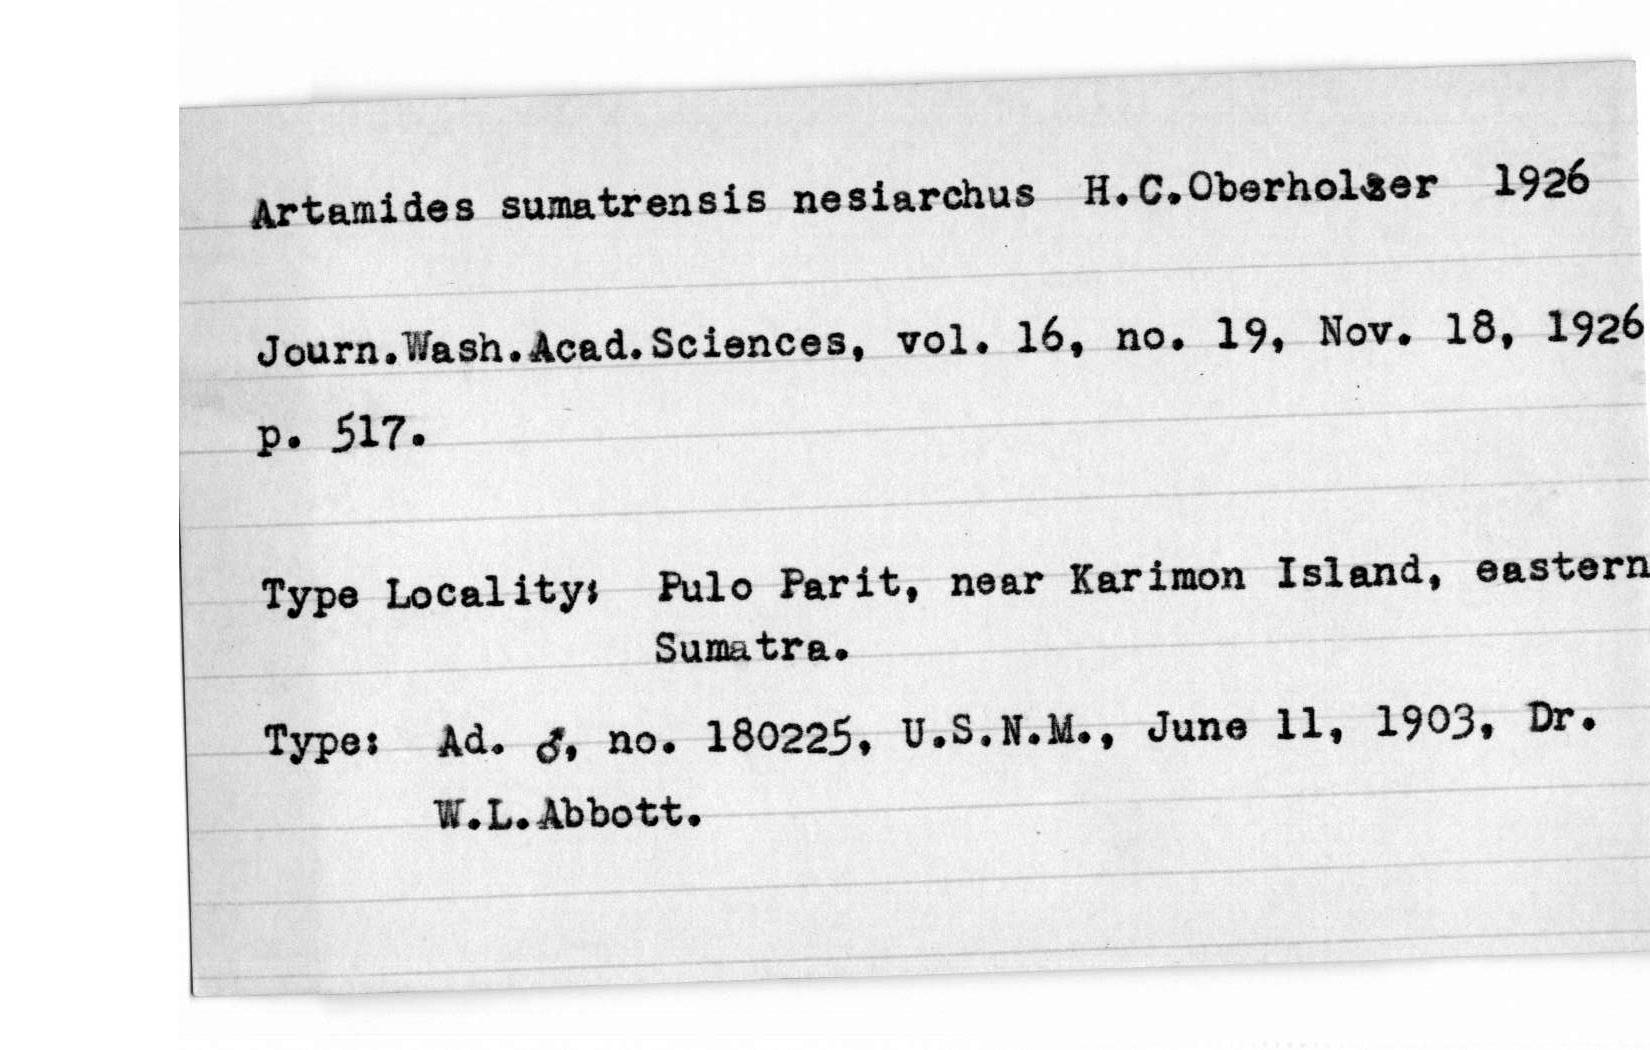 Artamides sumatrensis nesiarchus H.C.Oberholzer 1926
Journ.Wash.Acad.Sciences, vol. 16, no. 19, Nov. 18, 1926
p. 517.
Type Locality: Pulo Parit, near Karimon Island, eastern
Sumatra.
Type: Ad. ♂, no. 180225, U.S.N.M., June 11, 1903, Dr.
W.L.Abbott.